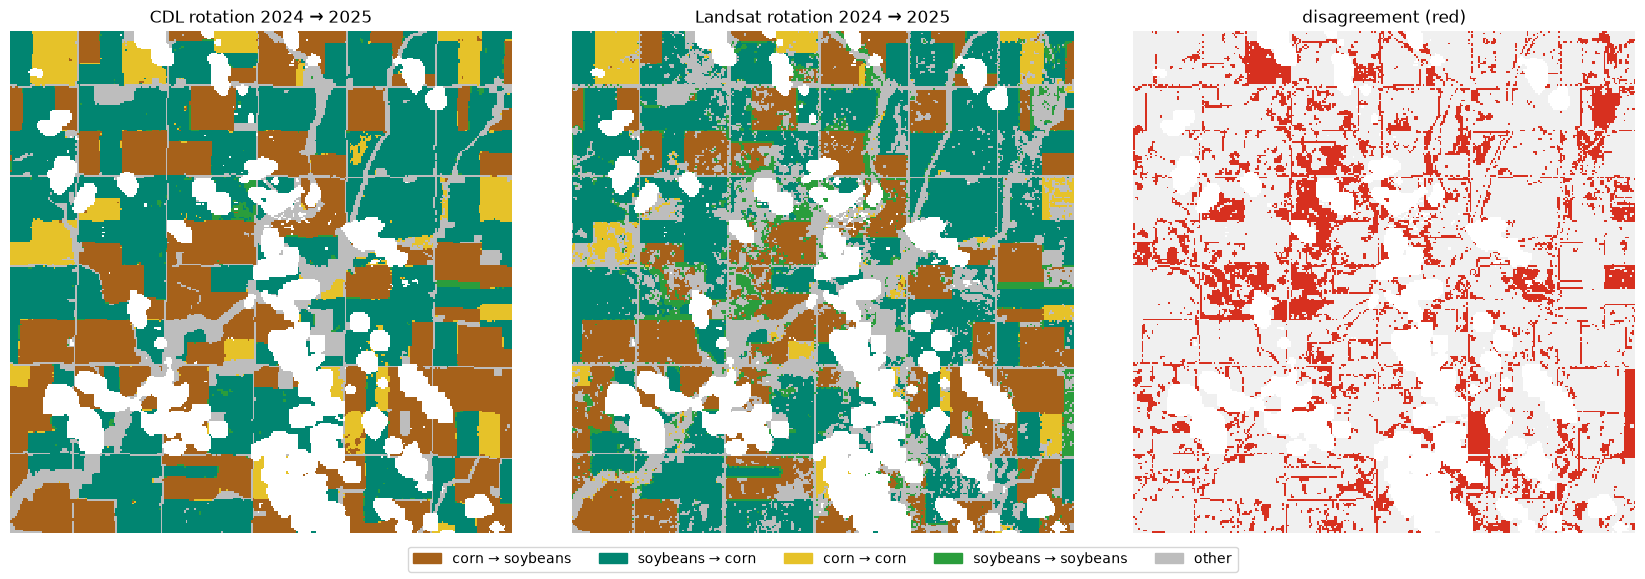 CDL rotation 2024 → 2025
Landsat rotation 2024 → 2025
disagreement (red)
corn → soybeans
soybeans → corn
corn → corn
soybeans → soybeans
other